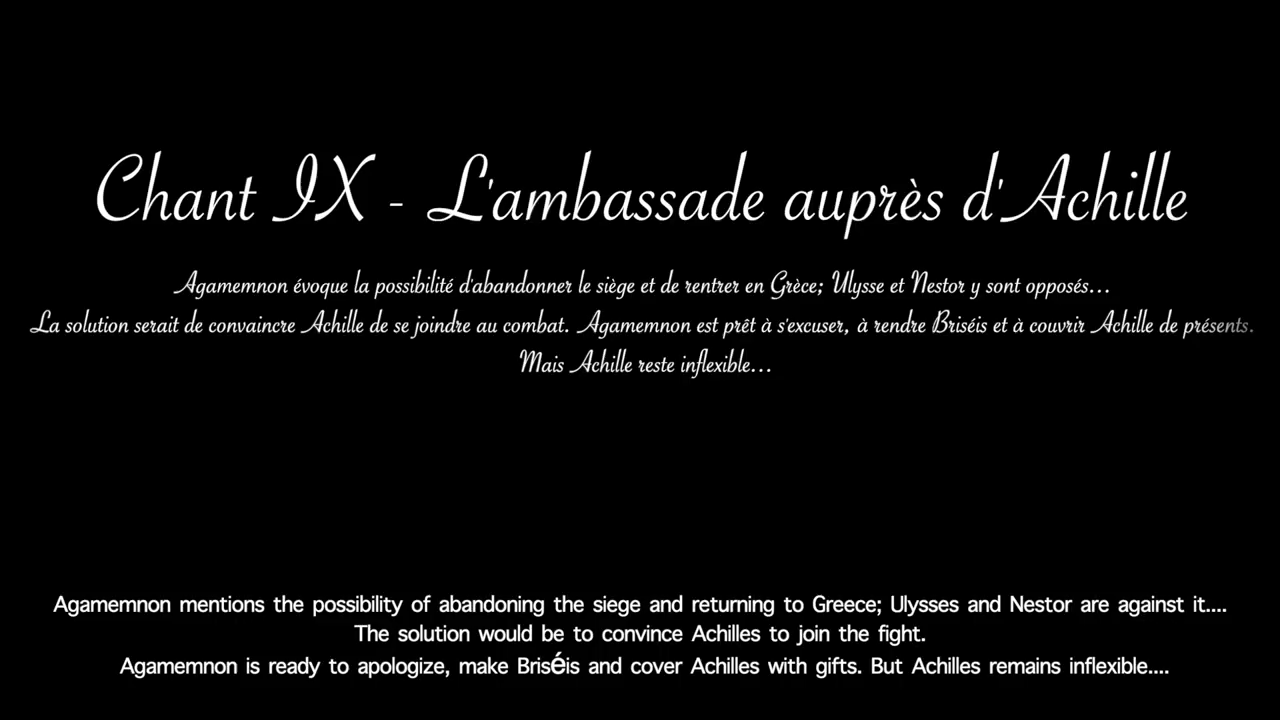 Chant IX - L'ambassade auprès d'Achille
Agamemnon évoque la possibilité d'abandonner le siège et de rentrer en Grèce; Ulysse et Nestor y sont opposés...
La solution serait de convaincre Achille de se joindre au combat. Agamemnon est prêt à s'excuser, à rendre Briséis et à couvrir Achille de présents.
Mais Achille reste inflexible...
Agamemnon mentions the possibility of abandoning the siege and returning to Greece; Ulysses and Nestor are against it....
The solution would be to convince Achilles to join the fight.
Agamemnon is ready to apologize, make Briséis and cover Achilles with gifts. But Achilles remains inflexible....